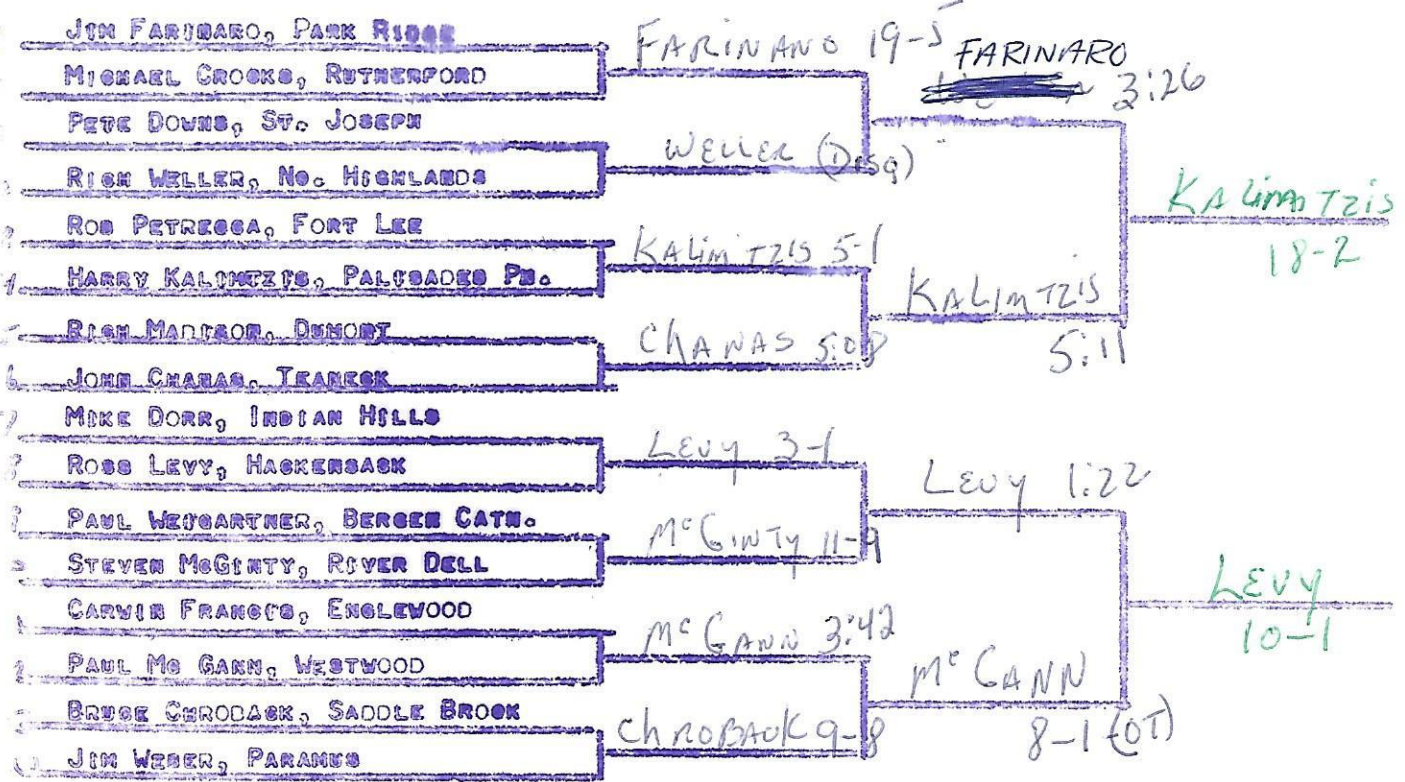 JIM FARINARO, PARK RIDGE
MICHAEL CROOKS, RUTHERFORD
PETE DOWNS, ST. JOSEPH
RICH WELLER, NO. HIGHLANDS
ROB PETRECCA, FORT LEE
HARRY KALIMTZIS, PALISADES PK.
RICH MADISON, DUMONT
JOHN CHANAS, TEANECK
MIKE DORR, INDIAN HILLS
ROSS LEVY, HACKENSACK
PAUL WEINGARTNER, BERGEN CATH.
STEVEN MCGINTY, RIVER DELL
CARWIN FRANCIS, ENGLEWOOD
PAUL MC GANN, WESTWOOD
BRUCE CHROBACK, SADDLE BROOK
JIM WEBER, PARAMUS
FARINANO 19-5
WELLER (Disq)
KALIMITZIS 5-1
CHANAS 5:08
LEVY 3-1
McGINTY 11-9
McGANN 3:42
ChROBACK 9-8
FARINARO
3:26
KALIMTZIS
5:11
LEVY 1:22
McGANN
8-1 (OT)
KALIMTZIS
18-2
LEVY
10-1